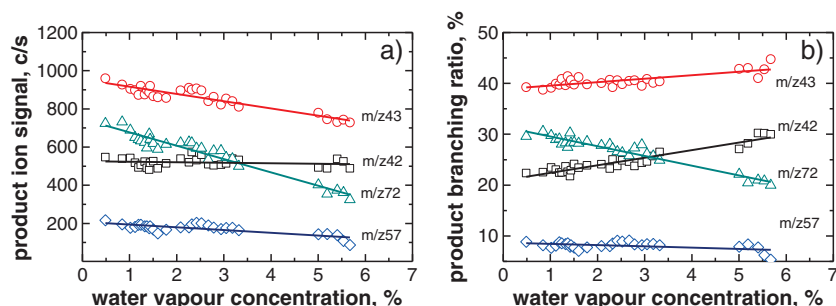 a)
product ion signal, c/s
1200
1000
800
600
400
200
0 1 2 3 4 5 6 7
water vapour concentration, %
m/z43
m/z42
m/z72
m/z57
b)
product branching ratio, %
50
40
30
20
10
0 1 2 3 4 5 6 7
water vapour concentration, %
m/z43
m/z42
m/z72
m/z57